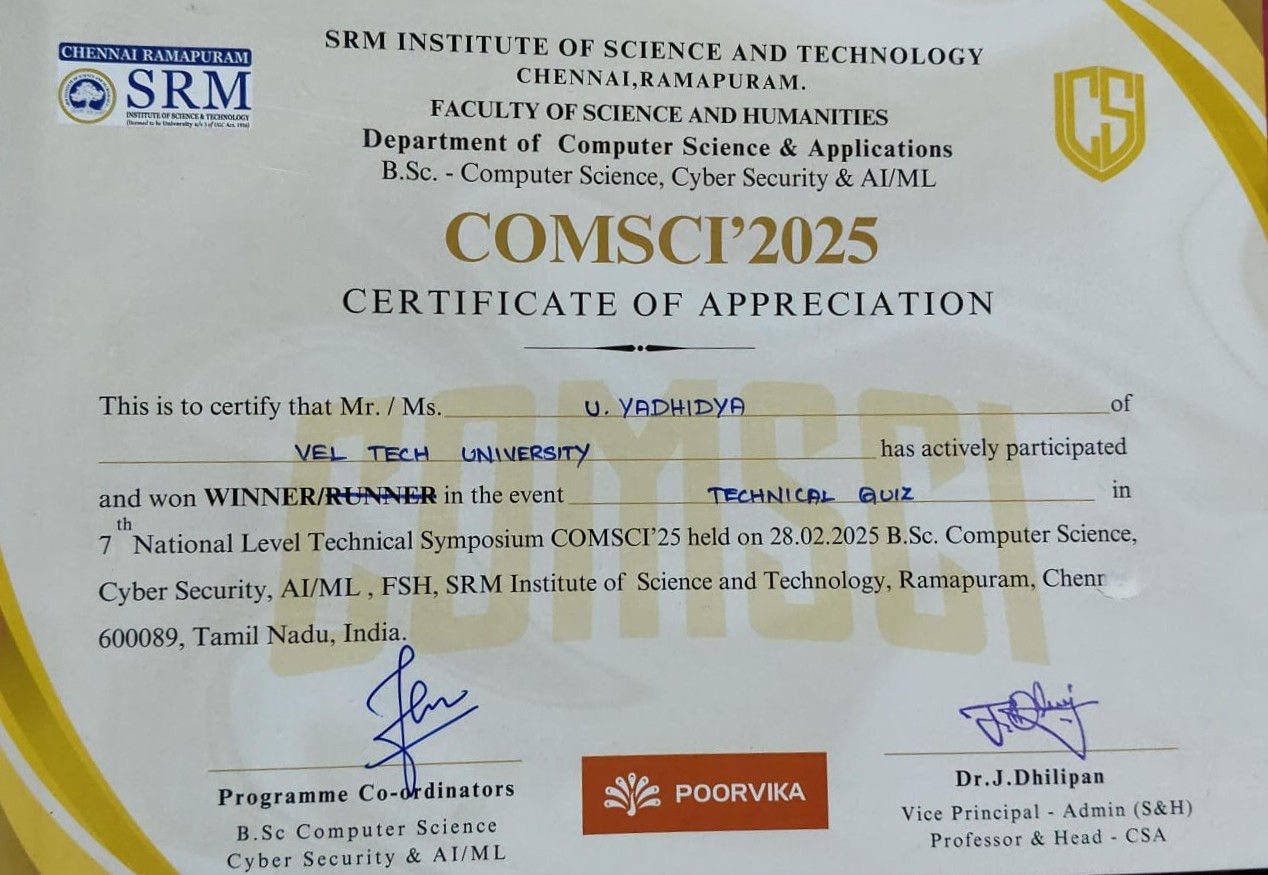 CHENNAI RAMAPURAM
SRM
INSTITUTE OF SCIENCE & TECHNOLOGY
(Deemed to be University u/s 3 of UGC Act, 1956)
SRM INSTITUTE OF SCIENCE AND TECHNOLOGY
CHENNAI,RAMAPURAM.
FACULTY OF SCIENCE AND HUMANITIES
Department of Computer Science & Applications
B.Sc. - Computer Science, Cyber Security & AI/ML
CS
COMSCI’2025
CERTIFICATE OF APPRECIATION
COMSCI
This is to certify that Mr. / Ms. U. YADHIDYA of
VEL TECH UNIVERSITY has actively participated
and won WINNER/RUNNER in the event TECHNICAL QUIZ in
7th National Level Technical Symposium COMSCI’25 held on 28.02.2025 B.Sc. Computer Science,
Cyber Security, AI/ML , FSH, SRM Institute of Science and Technology, Ramapuram,
600089, Tamil Nadu, India.
Programme Co-ordinators
B.Sc Computer Science
Cyber Security & AI/ML
POORVIKA
Dr.J.Dhilipan
Vice Principal - Admin (S&H)
Professor & Head - CSA